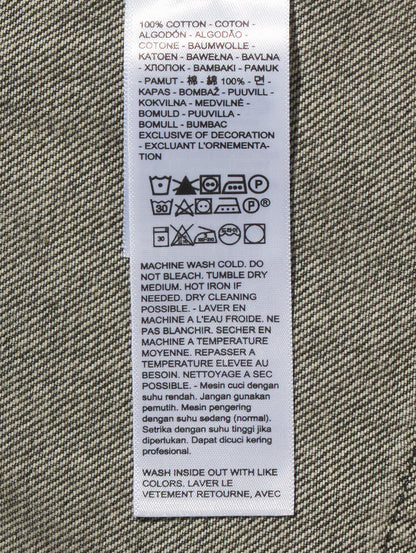 100% COTTON - COTON -
ALGODÓN - ALGODÃO -
COTONE - BAUMWOLLE -
KATOEN - BAWEŁNA - BAVLNA
- ХЛОПОК - BAMBAKI - PAMUK
- PAMUT - 棉 - 綿 100% - 면 -
KAPAS - BOMBAŽ - PUUVILL -
KOKVILNA - MEDVILNĖ -
BOMULD - PUUVILLA -
BOMULL - BUMBAC
EXCLUSIVE OF DECORATION
- EXCLUANT L'ORNEMENTA-
TION
P
30 P®
30
MACHINE WASH COLD. DO
NOT BLEACH. TUMBLE DRY
MEDIUM. HOT IRON IF
NEEDED. DRY CLEANING
POSSIBLE. - LAVER EN
MACHINE A L'EAU FROIDE. NE
PAS BLANCHIR. SECHER EN
MACHINE A TEMPERATURE
MOYENNE. REPASSER A
TEMPERATURE ELEVEE AU
BESOIN. NETTOYAGE A SEC
POSSIBLE. - Mesin cuci dengan
suhu rendah. Jangan gunakan
pemutih. Mesin pengering
dengan suhu sedang (normal).
Setrika dengan suhu tinggi jika
diperlukan. Dapat dicuci kering
profesional.
WASH INSIDE OUT WITH LIKE
COLORS. LAVER LE
VETEMENT RETOURNE, AVEC